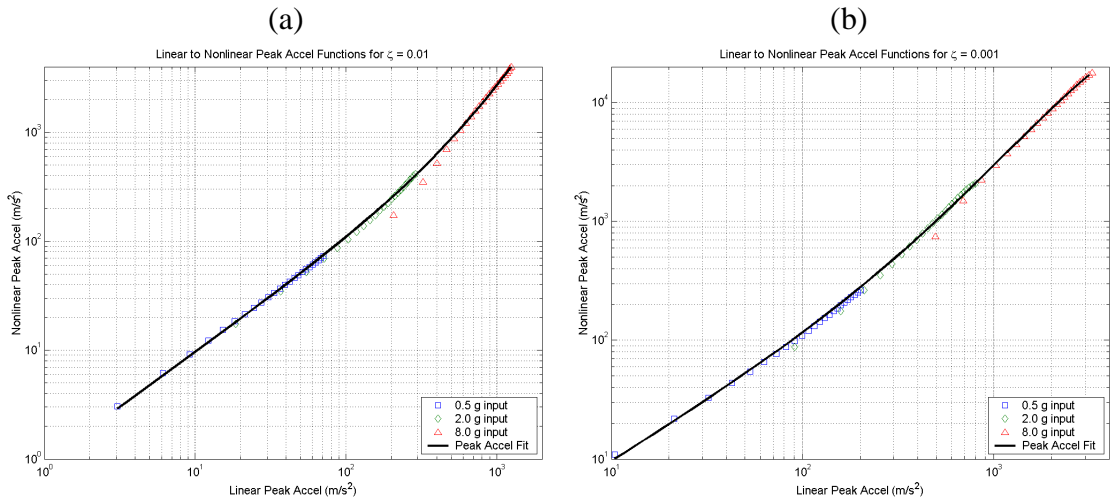 (a)
Linear to Nonlinear Peak Accel Functions for ζ = 0.01
Nonlinear Peak Accel (m/s²)
10³
10²
10¹
10⁰
10⁰
10¹
10²
10³
Linear Peak Accel (m/s²)
0.5 g input
2.0 g input
8.0 g input
Peak Accel Fit
(b)
Linear to Nonlinear Peak Accel Functions for ζ = 0.001
Nonlinear Peak Accel (m/s²)
10⁴
10³
10²
10¹
10¹
10²
10³
Linear Peak Accel (m/s²)
0.5 g input
2.0 g input
8.0 g input
Peak Accel Fit